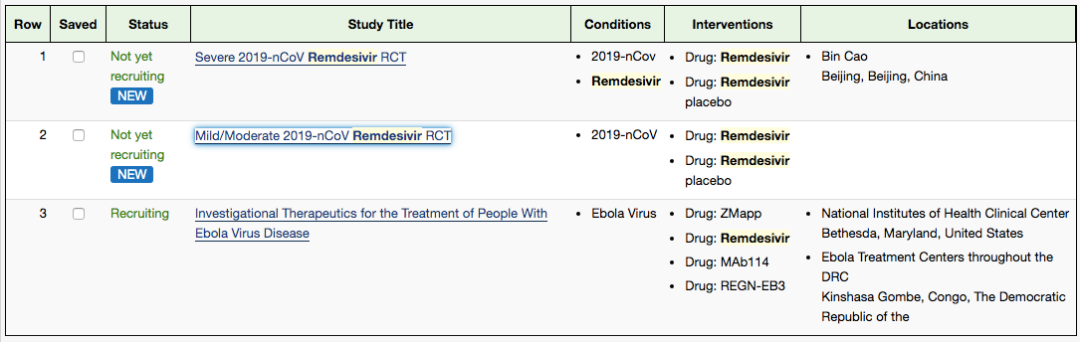 Row Saved Status Study Title Conditions Interventions Locations
1 Not yet recruiting NEW
Severe 2019-nCoV Remdesivir RCT
• 2019-nCov
• Remdesivir
• Drug: Remdesivir
• Drug: Remdesivir
placebo
• Bin Cao
Beijing, Beijing, China
2 Not yet recruiting NEW
Mild/Moderate 2019-nCoV Remdesivir RCT
• 2019-nCoV
• Drug: Remdesivir
• Drug: Remdesivir
placebo
3 Recruiting
Investigational Therapeutics for the Treatment of People With
Ebola Virus Disease
• Ebola Virus
• Drug: ZMapp
• Drug: Remdesivir
• Drug: MAb114
• Drug: REGN-EB3
• National Institutes of Health Clinical Center
Bethesda, Maryland, United States
• Ebola Treatment Centers throughout the
DRC
Kinshasa Gombe, Congo, The Democratic
Republic of the